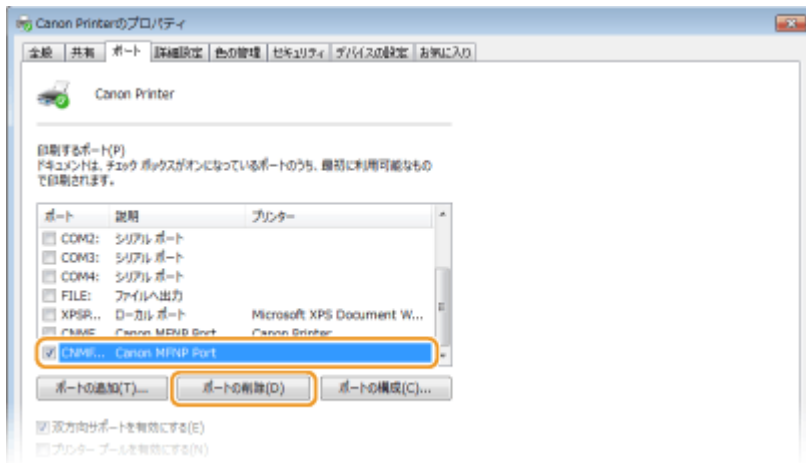 Canon Printerのプロパティ
全般 共有 ポート 詳細設定 色の管理 セキュリティ デバイスの設定 お気に入り
Canon Printer
印刷するポート(P)
ドキュメントは、チェック ボックスがオンになっているポートのうち、最初に利用可能なもの
で印刷されます。
ポート 説明 プリンター
COM2: シリアル ポート
COM3: シリアル ポート
COM4: シリアル ポート
FILE: ファイルへ出力
XPSP... ローカル ポート Microsoft XPS Document W...
CNMF... Canon MFNP Port Canon Printer
CNMF... Canon MFNP Port
ポートの追加(T)... ポートの削除(D) ポートの構成(C)...
双方向サポートを有効にする(E)
プリンター プールを有効にする(N)